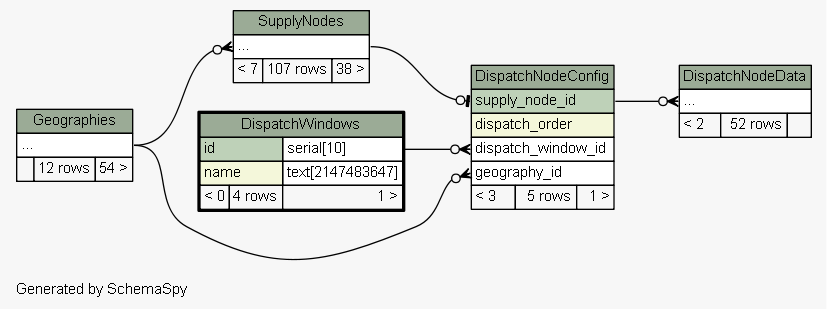 SupplyNodes
...
< 7 107 rows 38 >
Geographies
...
12 rows 54 >
DispatchWindows
id serial[10]
name text[2147483647]
< 0 4 rows 1 >
DispatchNodeConfig
supply_node_id
dispatch_order
dispatch_window_id
geography_id
< 3 5 rows 1 >
DispatchNodeData
...
< 2 52 rows
Generated by SchemaSpy